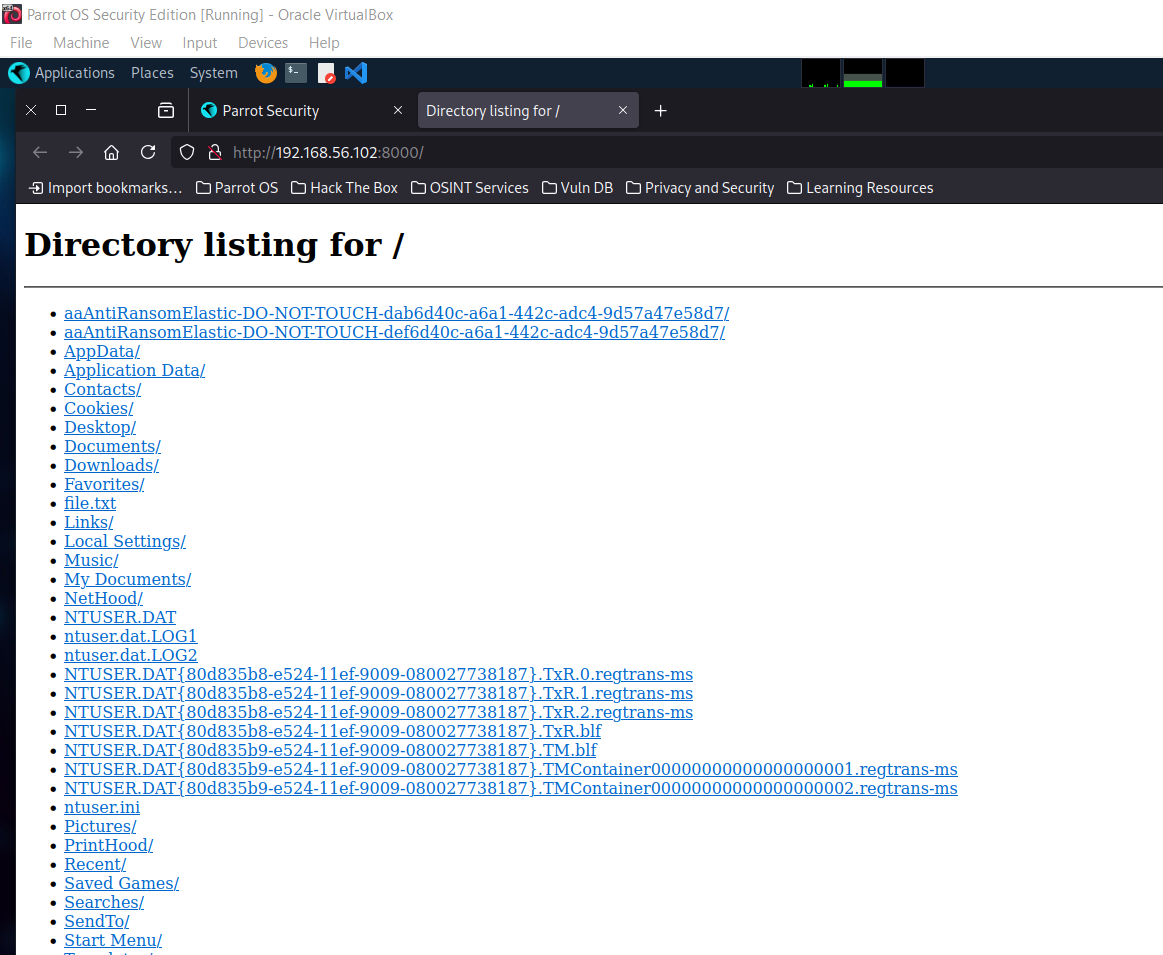 Parrot OS Security Edition [Running] - Oracle VirtualBox
File Machine View Input Devices Help
Applications Places System
Parrot Security
Directory listing for /
http://192.168.56.102:8000/
Import bookmarks... Parrot OS Hack The Box OSINT Services Vuln DB Privacy and Security Learning Resources
Directory listing for /
aaAntiRansomElastic-DO-NOT-TOUCH-dab6d40c-a6a1-442c-adc4-9d57a47e58d7/
aaAntiRansomElastic-DO-NOT-TOUCH-def6d40c-a6a1-442c-adc4-9d57a47e58d7/
AppData/
Application Data/
Contacts/
Cookies/
Desktop/
Documents/
Downloads/
Favorites/
file.txt
Links/
Local Settings/
Music/
My Documents/
NetHood/
NTUSER.DAT
ntuser.dat.LOG1
ntuser.dat.LOG2
NTUSER.DAT{80d835b8-e524-11ef-9009-080027738187}.TxR.0.regtrans-ms
NTUSER.DAT{80d835b8-e524-11ef-9009-080027738187}.TxR.1.regtrans-ms
NTUSER.DAT{80d835b8-e524-11ef-9009-080027738187}.TxR.2.regtrans-ms
NTUSER.DAT{80d835b8-e524-11ef-9009-080027738187}.TxR.blf
NTUSER.DAT{80d835b9-e524-11ef-9009-080027738187}.TM.blf
NTUSER.DAT{80d835b9-e524-11ef-9009-080027738187}.TMContainer00000000000000000001.regtrans-ms
NTUSER.DAT{80d835b9-e524-11ef-9009-080027738187}.TMContainer00000000000000000002.regtrans-ms
ntuser.ini
Pictures/
PrintHood/
Recent/
Saved Games/
Searches/
SendTo/
Start Menu/